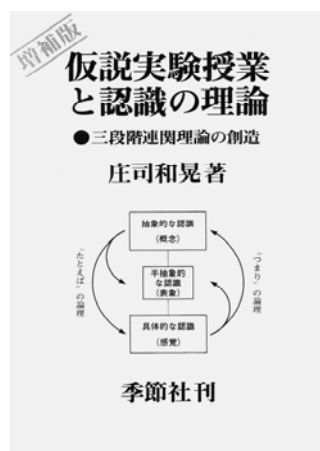 増補版
仮説実験授業
と認識の理論
●三段階連関理論の創造
庄司和晃著
抽象的な認識
(概念)
半抽象的
な認識
(表象)
具体的な認識
(感覚)
"たとえば"の論理
"つまり"の論理
季節社刊